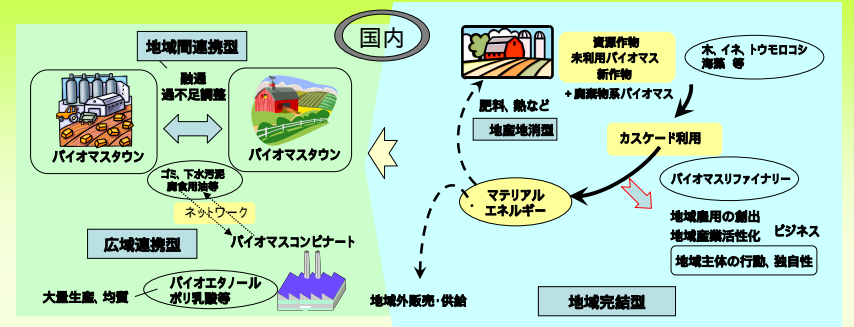 国内
地域間連携型
融通
過不足調整
バイオマスタウン
バイオマスタウン
ゴミ、下水汚泥
廃食用油等
ネットワーク
広域連携型
バイオマスコンビナート
大量生産、均質
バイオエタノール
ポリ乳酸等
資源作物
未利用バイオマス
新作物
+廃棄物系バイオマス
木、イネ、トウモロコシ
海藻 等
肥料、熱など
地産地消型
カスケード利用
バイオマスリファイナリー
マテリアル
エネルギー
地域雇用の創出
地域産業活性化
ビジネス
地域主体の行動、独自性
地域外販売・供給
地域完結型